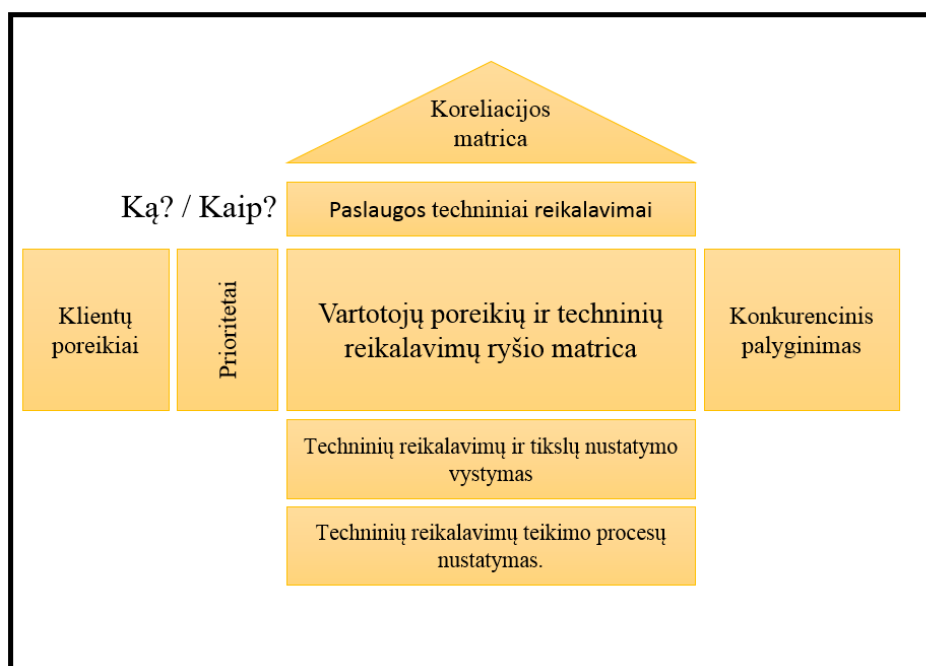 Koreliacijos
matrica
Ką? / Kaip?
Paslaugos techniniai reikalavimai
Klientų
poreikiai
Prioritetai
Vartotojų poreikių ir techninių
reikalavimų ryšio matrica
Konkurencinis
palyginimas
Techninių reikalavimų ir tikslų nustatymo
vystymas
Techninių reikalavimų teikimo procesų
nustatymas.